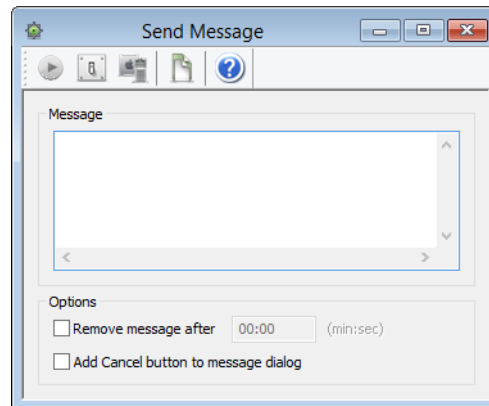 Send Message
Message
Options
Remove message after 00:00 (min:sec)
Add Cancel button to message dialog